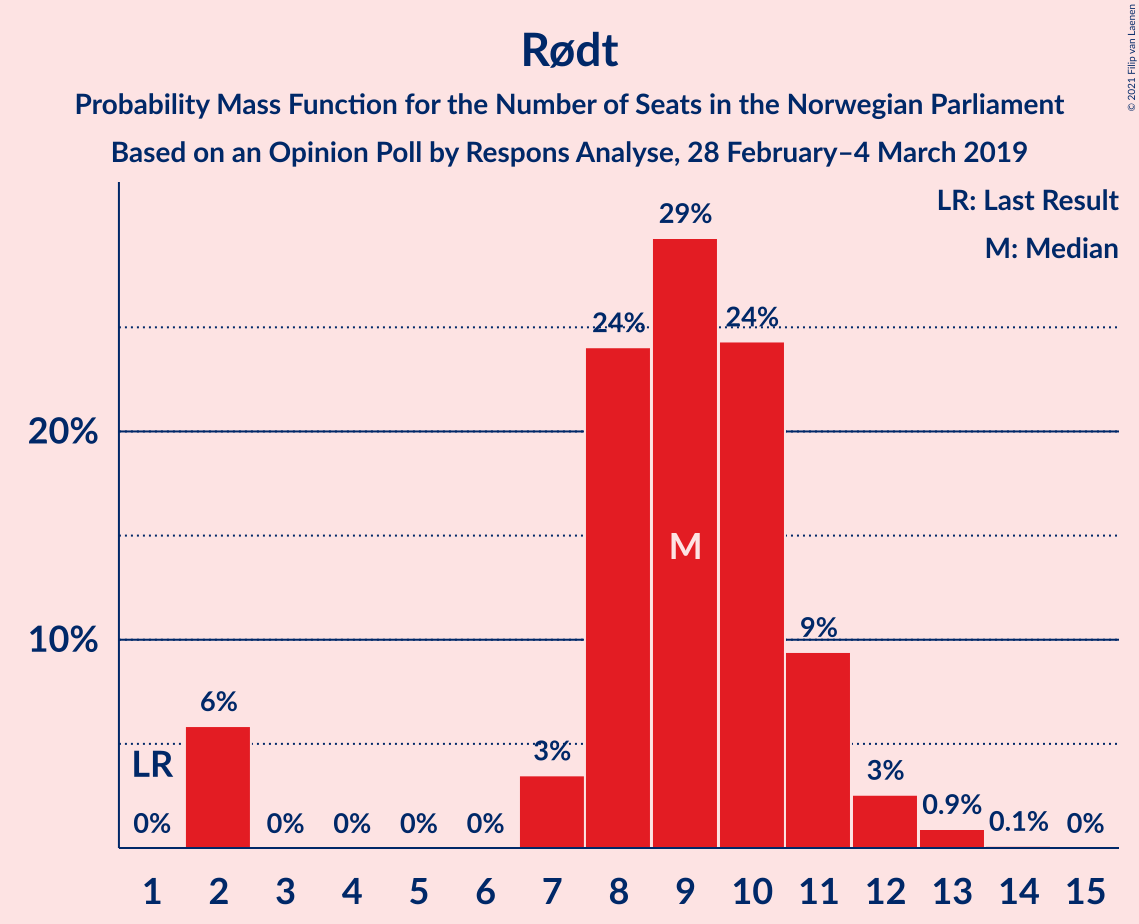 Rødt
Probability Mass Function for the Number of Seats in the Norwegian Parliament
Based on an Opinion Poll by Respons Analyse, 28 February–4 March 2019
© 2021 Filip van Laenen
LR: Last Result
M: Median
29%
24%
24%
20%
M
10%
9%
6%
LR
3%
3%
0.9%
0.1%
0%
0%
0%
0%
0%
0%
1 2 3 4 5 6 7 8 9 10 11 12 13 14 15